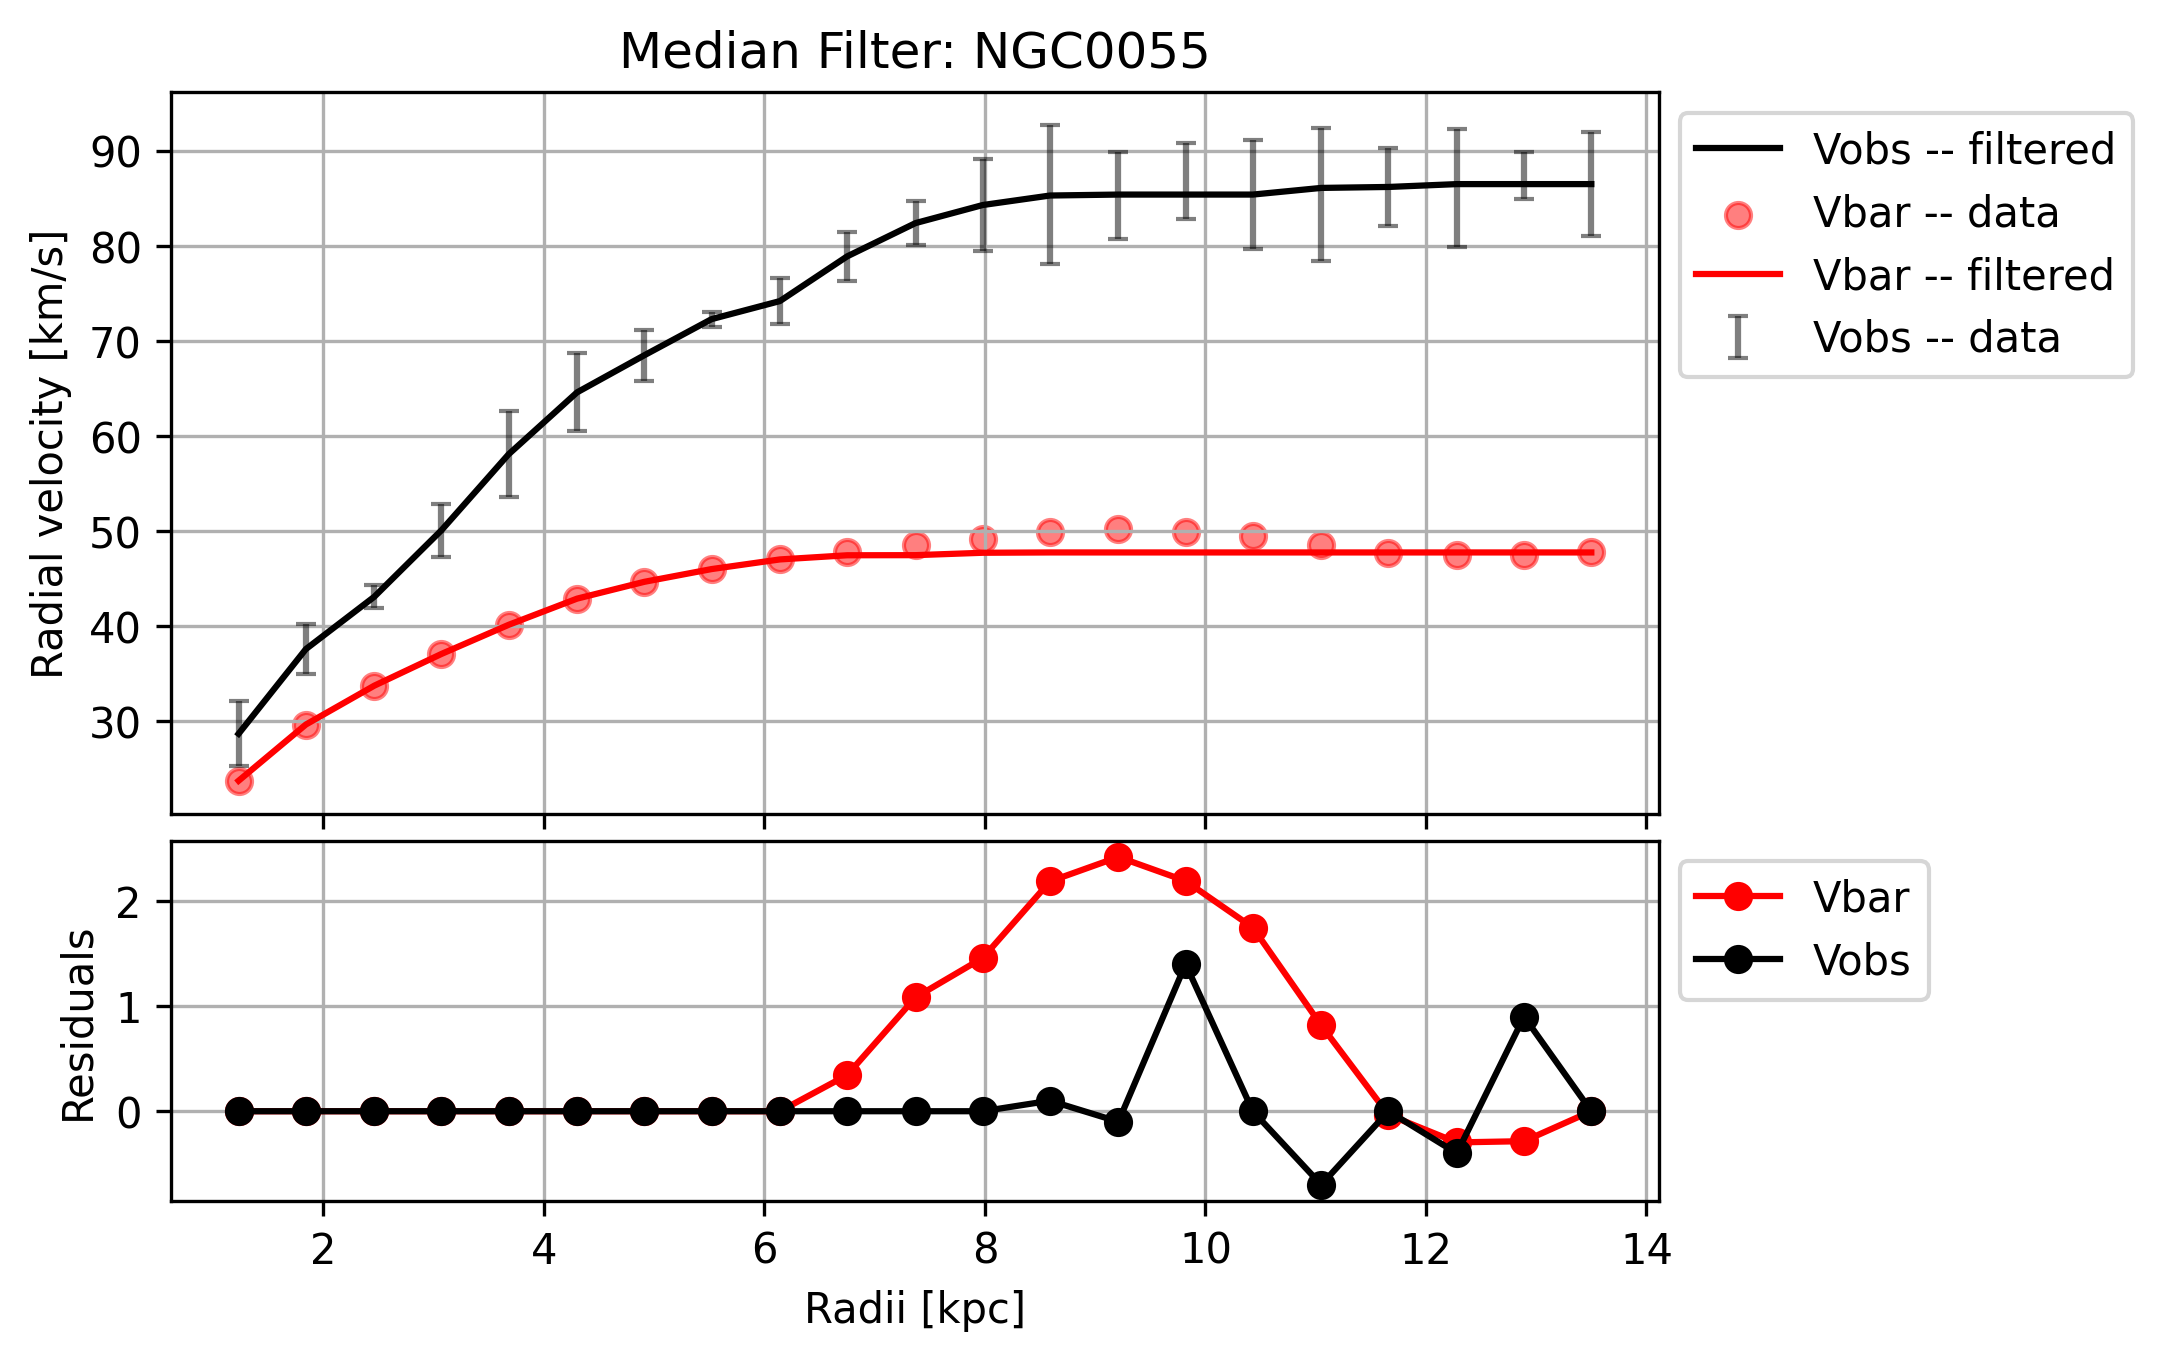 Median Filter: NGC0055
90
80
70
60
50
40
30
Radial velocity [km/s]
Vobs -- filtered
Vbar -- data
Vbar -- filtered
Vobs -- data
2
1
0
Residuals
Vbar
Vobs
2 4 6 8 10 12 14
Radii [kpc]